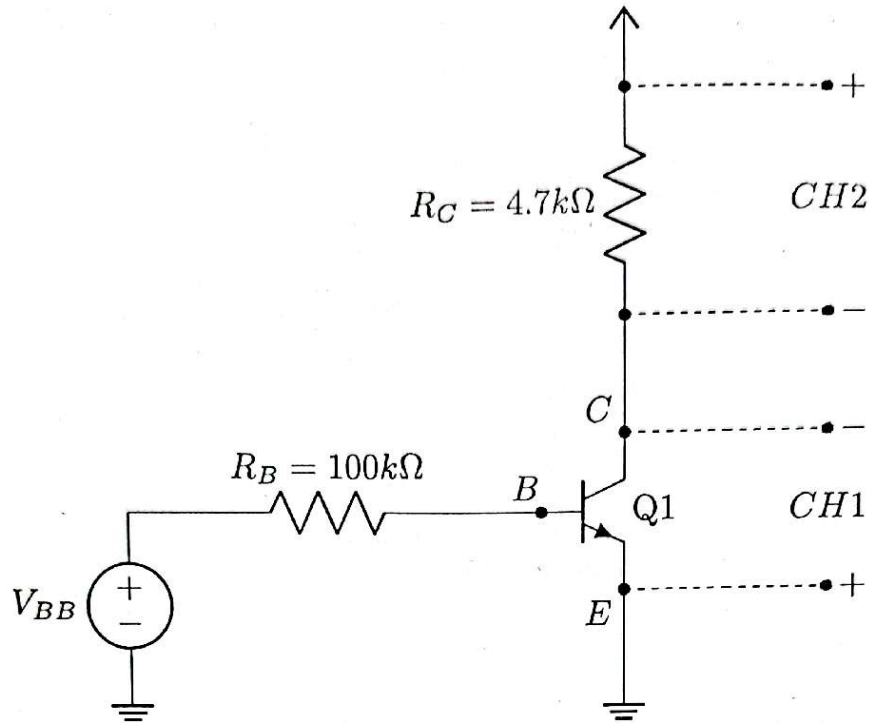 +
R_C = 4.7kΩ
CH2
−
C
−
R_B = 100kΩ
B
Q1
CH1
+
V_BB
+
−
E